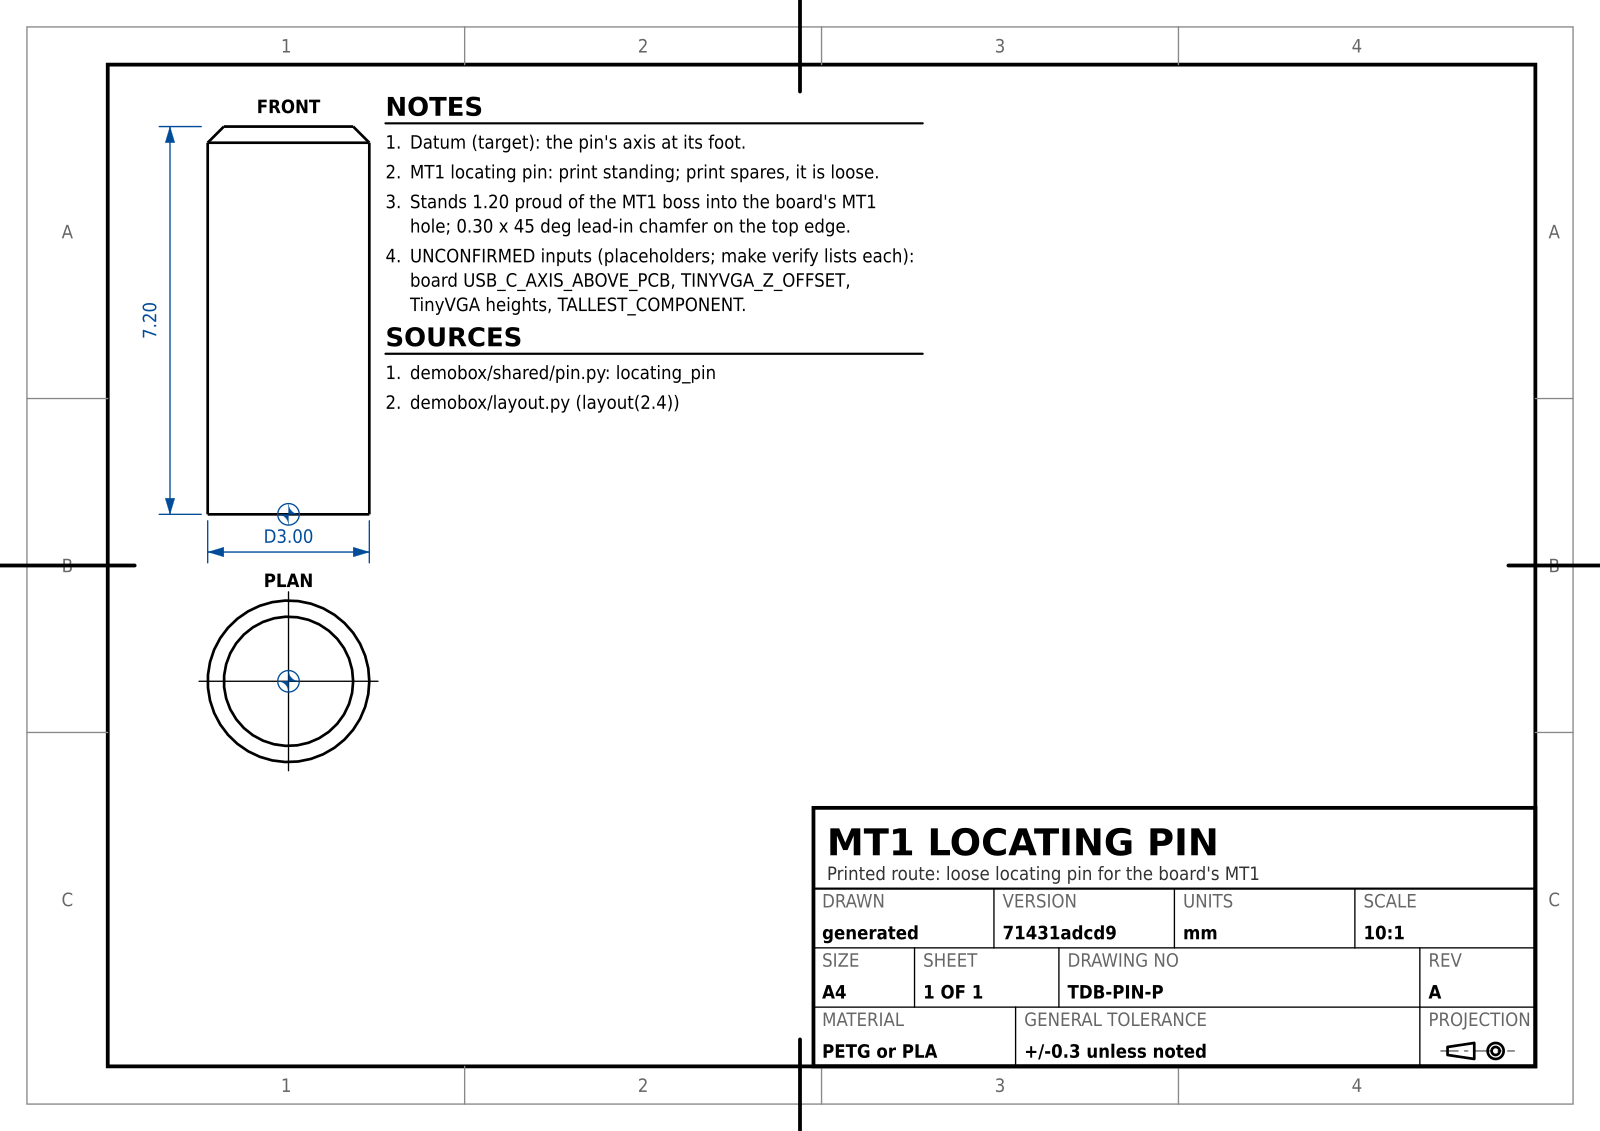 1 2 3 4
A A
B B
C C
1 2 3 4
FRONT
7.20
D3.00
PLAN
NOTES
1. Datum (target): the pin's axis at its foot.
2. MT1 locating pin: print standing; print spares, it is loose.
3. Stands 1.20 proud of the MT1 boss into the board's MT1
hole; 0.30 x 45 deg lead-in chamfer on the top edge.
4. UNCONFIRMED inputs (placeholders; make verify lists each):
board USB_C_AXIS_ABOVE_PCB, TINYVGA_Z_OFFSET,
TinyVGA heights, TALLEST_COMPONENT.
SOURCES
1. demobox/shared/pin.py: locating_pin
2. demobox/layout.py (layout(2.4))
MT1 LOCATING PIN
Printed route: loose locating pin for the board's MT1
DRAWN VERSION UNITS SCALE
generated 71431adcd9 mm 10:1
SIZE SHEET DRAWING NO REV
A4 1 OF 1 TDB-PIN-P A
MATERIAL GENERAL TOLERANCE PROJECTION
PETG or PLA +/-0.3 unless noted